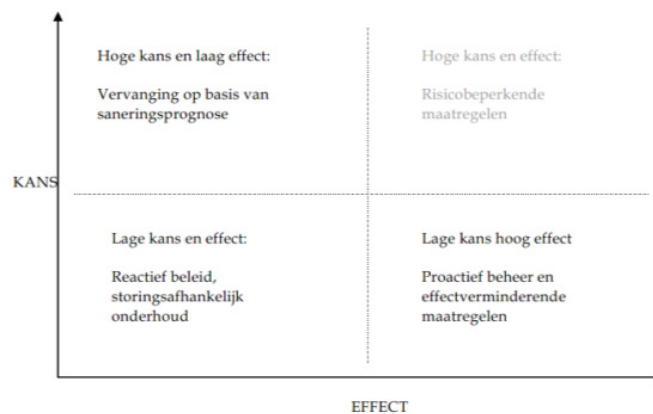 Hoge kans en laag effect:
Vervanging op basis van
saneringsprognose
Hoge kans en effect:
Risicobeperkende
maatregelen
KANS
Lage kans en effect:
Reactief beleid,
storingsafhankelijk
onderhoud
Lage kans hoog effect
Proactief beheer en
effectverminderende
maatregelen
EFFECT